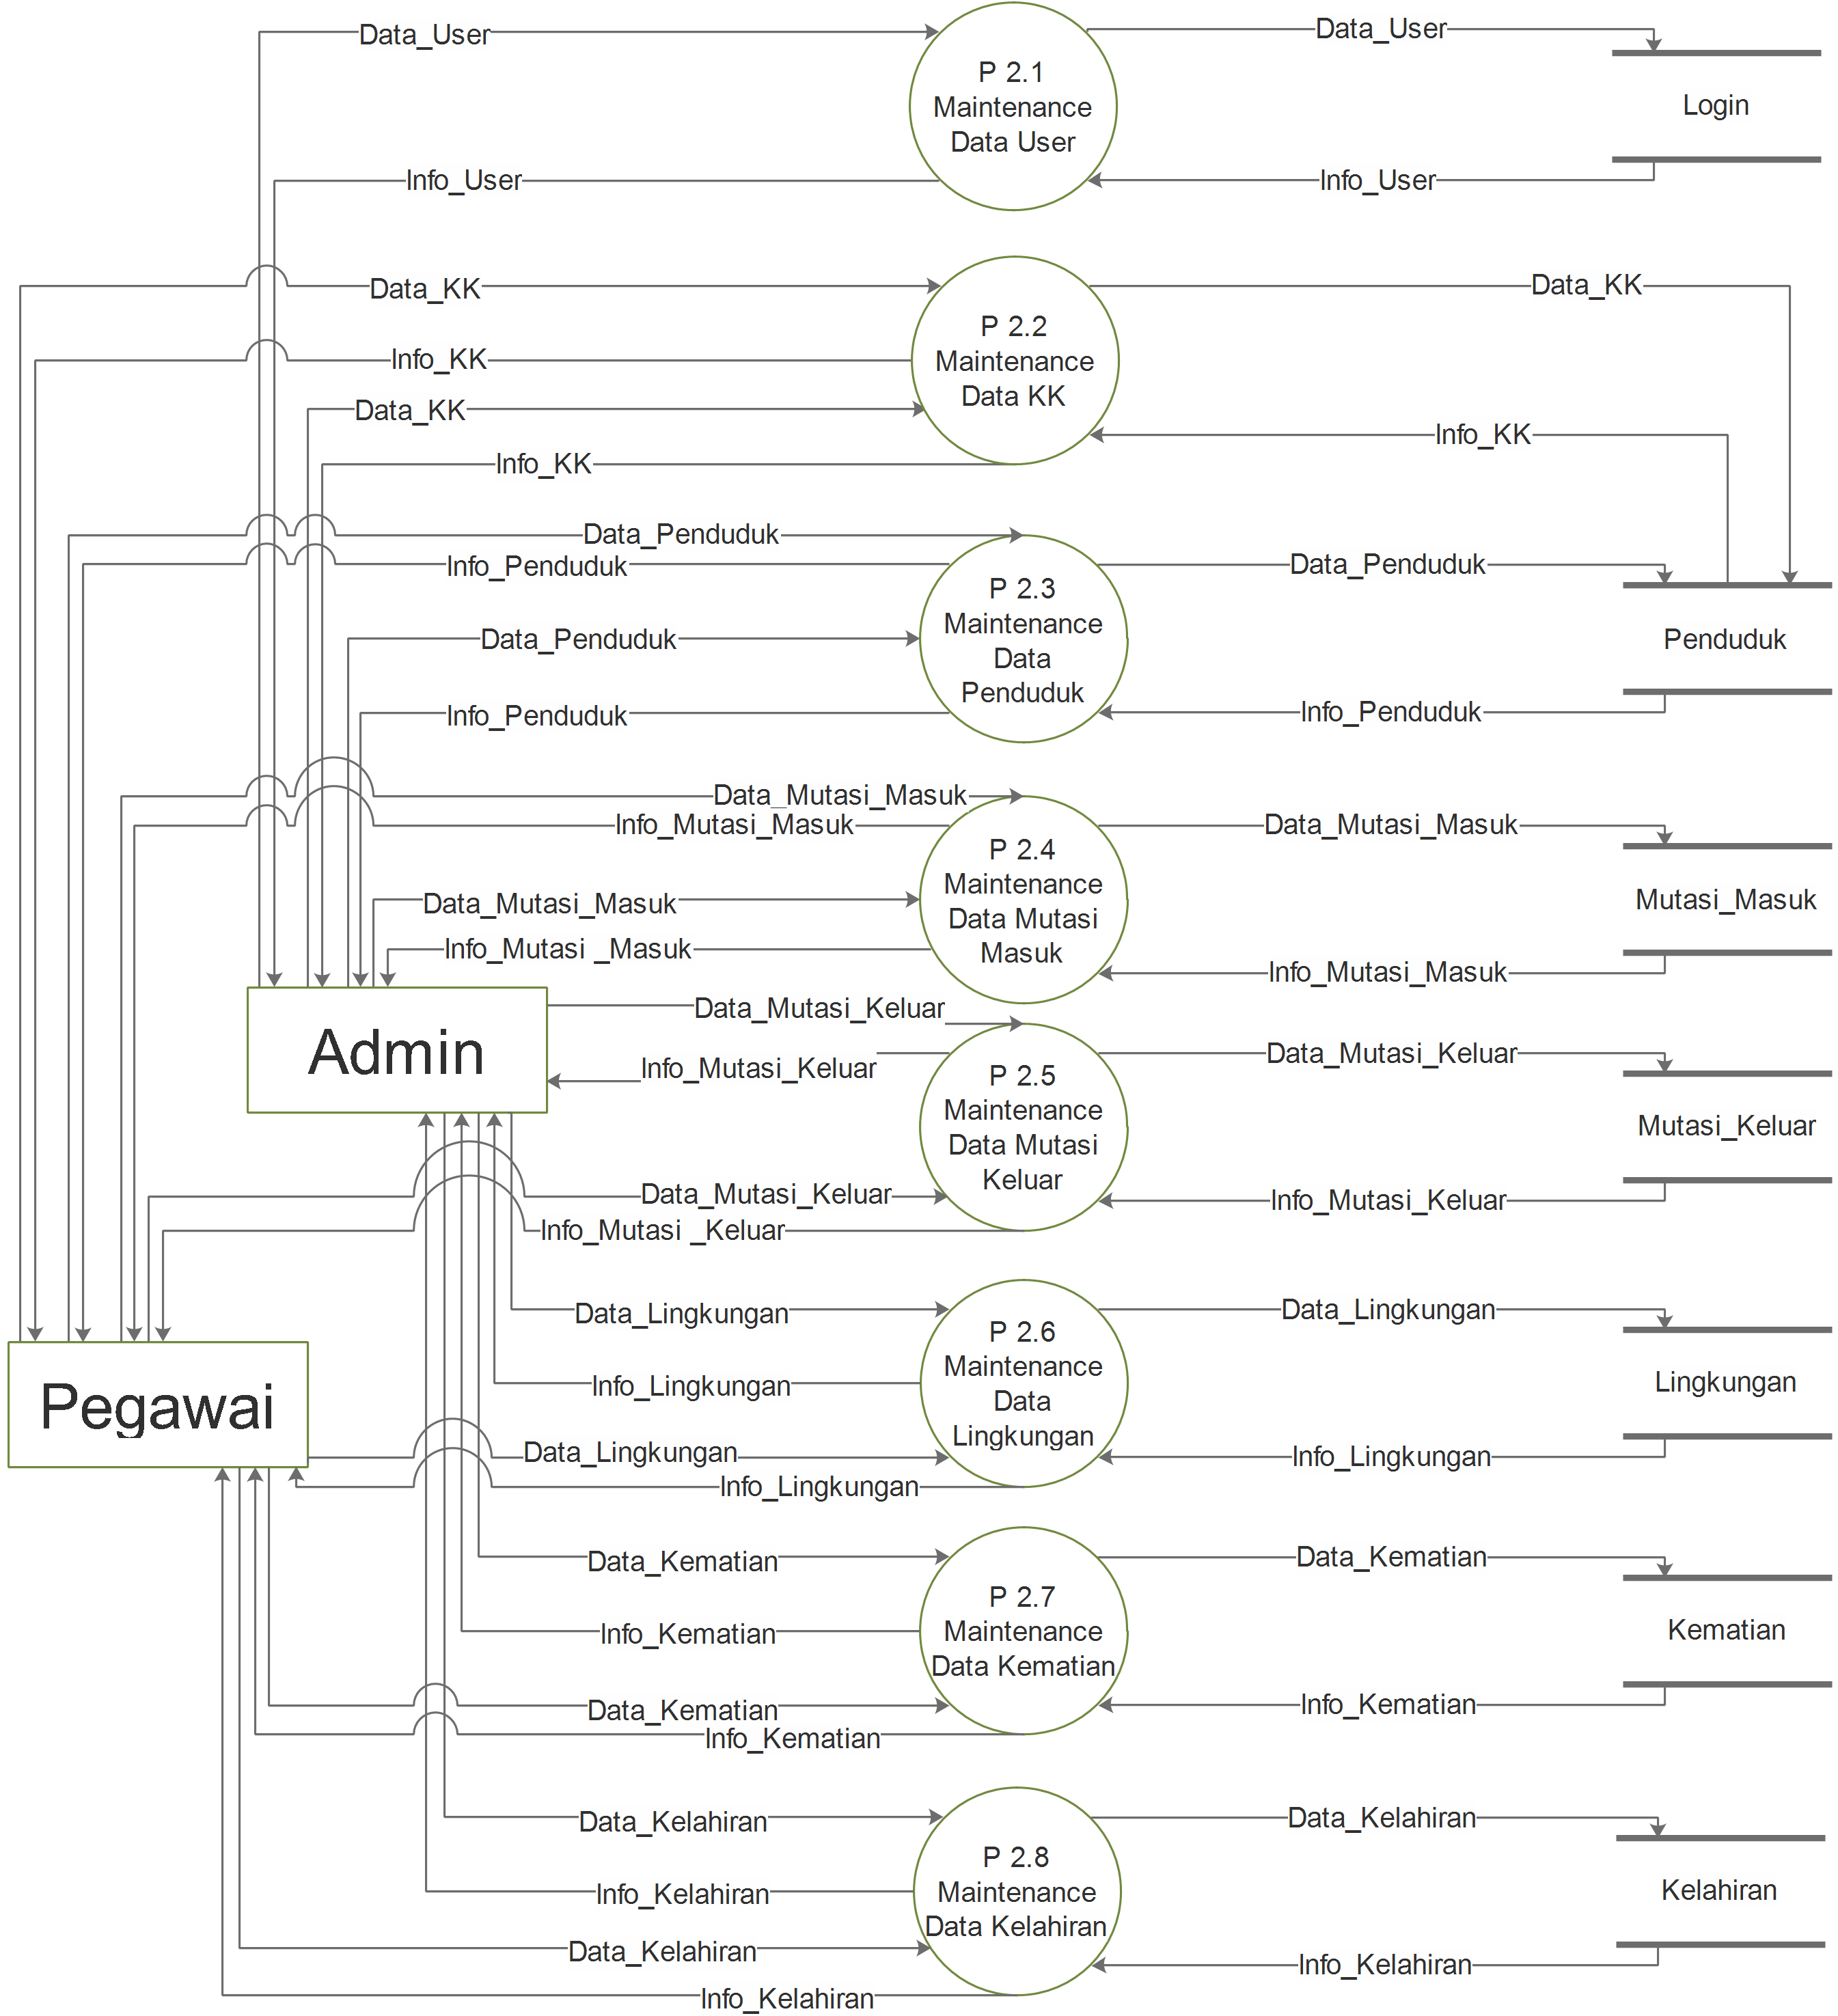 Data_User
Data_User
P 2.1
Maintenance
Data User
Login
Info_User
Info_User
Data_KK
Data_KK
P 2.2
Maintenance
Data KK
Info_KK
Data_KK
Info_KK
Info_KK
Data_Penduduk
Info_Penduduk
Data_Penduduk
P 2.3
Maintenance
Data
Penduduk
Data_Penduduk
Penduduk
Info_Penduduk
Info_Penduduk
Data_Mutasi_Masuk
Info_Mutasi_Masuk
Data_Mutasi_Masuk
P 2.4
Maintenance
Data Mutasi
Masuk
Data_Mutasi_Masuk
Mutasi_Masuk
Info_Mutasi _Masuk
Info_Mutasi_Masuk
Admin
Data_Mutasi_Keluar
Info_Mutasi_Keluar
Data_Mutasi_Keluar
P 2.5
Maintenance
Data Mutasi
Keluar
Mutasi_Keluar
Data_Mutasi_Keluar
Info_Mutasi_Keluar
Info_Mutasi _Keluar
Data_Lingkungan
Data_Lingkungan
P 2.6
Maintenance
Data
Lingkungan
Info_Lingkungan
Lingkungan
Pegawai
Data_Lingkungan
Info_Lingkungan
Info_Lingkungan
Data_Kematian
Data_Kematian
P 2.7
Maintenance
Data Kematian
Info_Kematian
Kematian
Data_Kematian
Info_Kematian
Info_Kematian
Data_Kelahiran
Data_Kelahiran
P 2.8
Maintenance
Data Kelahiran
Info_Kelahiran
Kelahiran
Data_Kelahiran
Info_Kelahiran
Info_Kelahiran